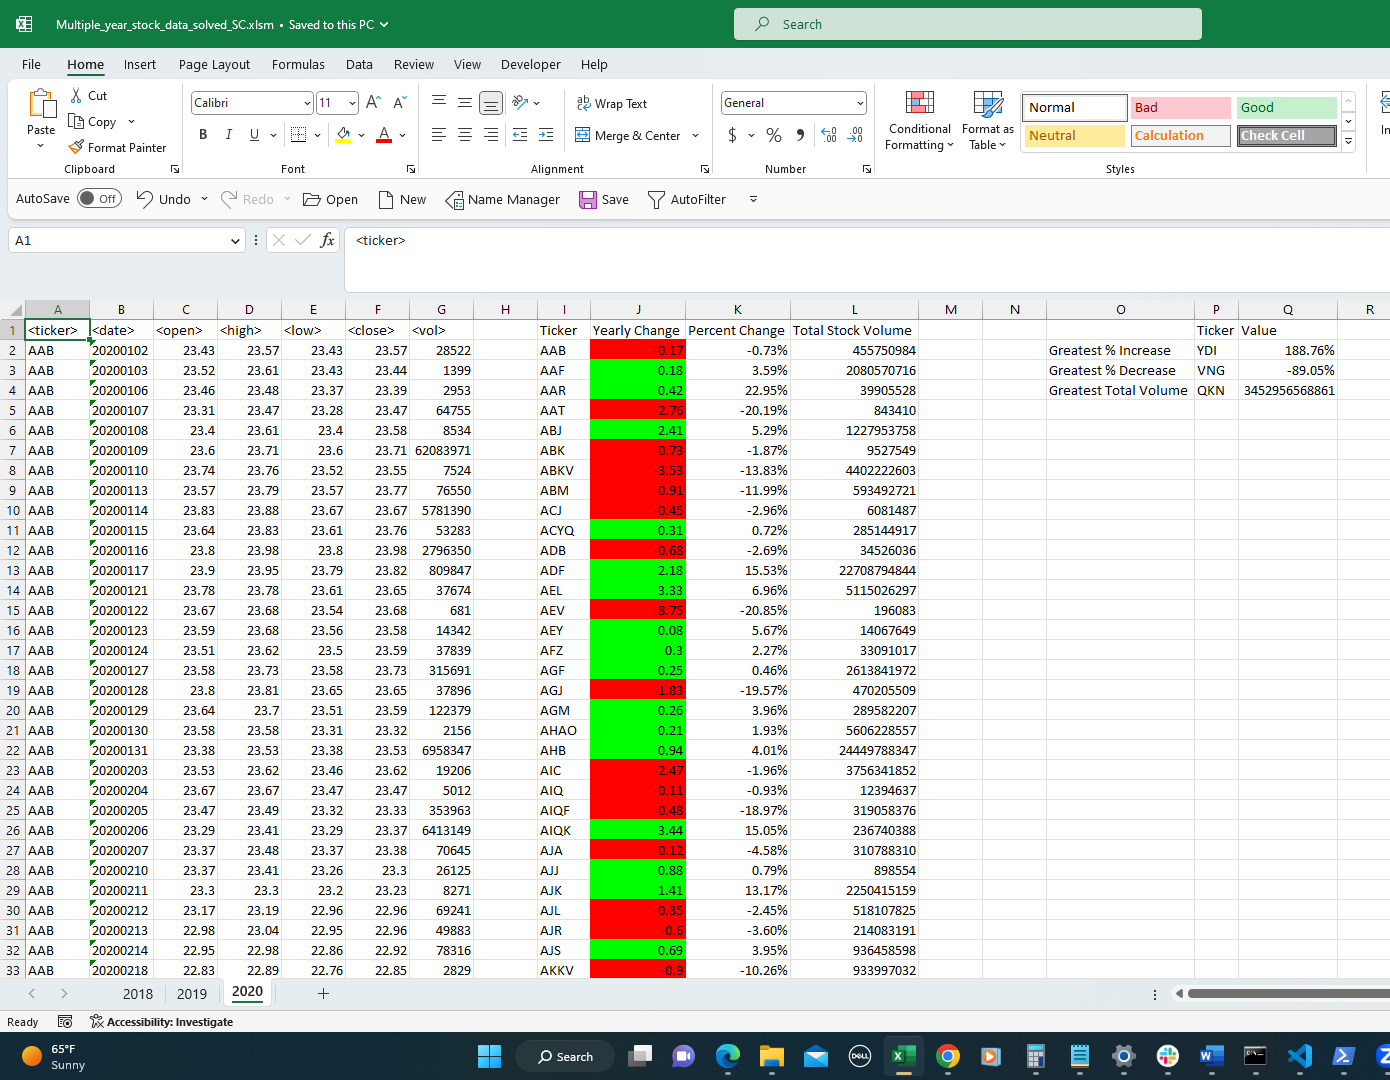 Multiple_year_stock_data_solved_SC.xlsm • Saved to this PC
Search
File Home Insert Page Layout Formulas Data Review View Developer Help
Paste
Cut
Copy
Format Painter
Clipboard
Calibri 11
B I U A
Font
ab Wrap Text
Merge & Center
Alignment
General
$ % ,
Number
Conditional Formatting
Format as Table
Normal Bad Good
Neutral Calculation Check Cell
Styles
AutoSave Off Undo Redo Open New Name Manager Save AutoFilter
A1 fx <ticker>
A B C D E F G H I J K L M N O P Q R
1 <ticker> <date> <open> <high> <low> <close> <vol> Ticker Yearly Change Percent Change Total Stock Volume Ticker Value
2 AAB 20200102 23.43 23.57 23.43 23.57 28522 AAB -0.17 -0.73% 455750984 Greatest % Increase YDI 188.76%
3 AAB 20200103 23.52 23.61 23.43 23.44 1399 AAF 0.18 3.59% 2080570716 Greatest % Decrease VNG -89.05%
4 AAB 20200106 23.46 23.48 23.37 23.39 2953 AAR 0.42 22.95% 39905528 Greatest Total Volume QKN 3452956568861
5 AAB 20200107 23.31 23.47 23.28 23.47 64755 AAT -2.76 -20.19% 843410
6 AAB 20200108 23.4 23.61 23.4 23.58 8534 ABJ 2.41 5.29% 1227953758
7 AAB 20200109 23.6 23.71 23.6 23.71 62083971 ABK -0.73 -1.87% 9527549
8 AAB 20200110 23.74 23.76 23.52 23.55 7524 ABKV -3.53 -13.83% 4402222603
9 AAB 20200113 23.57 23.79 23.57 23.77 76550 ABM -0.91 -11.99% 593492721
10 AAB 20200114 23.83 23.88 23.67 23.67 5781390 ACJ -0.45 -2.96% 6081487
11 AAB 20200115 23.64 23.83 23.61 23.76 53283 ACYQ 0.31 0.72% 285144917
12 AAB 20200116 23.8 23.98 23.8 23.98 2796350 ADB -0.68 -2.69% 34526036
13 AAB 20200117 23.9 23.95 23.79 23.82 809847 ADF 2.18 15.53% 22708794844
14 AAB 20200121 23.78 23.78 23.61 23.65 37674 AEL 3.33 6.96% 5115026297
15 AAB 20200122 23.67 23.68 23.54 23.68 681 AEV -8.75 -20.85% 196083
16 AAB 20200123 23.59 23.68 23.56 23.58 14342 AEY 0.08 5.67% 14067649
17 AAB 20200124 23.51 23.62 23.5 23.59 37839 AFZ 0.3 2.27% 33091017
18 AAB 20200127 23.58 23.73 23.58 23.73 315691 AGF 0.25 0.46% 2613841972
19 AAB 20200128 23.8 23.81 23.65 23.65 37896 AGJ -1.83 -19.57% 470205509
20 AAB 20200129 23.64 23.7 23.51 23.59 122379 AGM 0.26 3.96% 289582207
21 AAB 20200130 23.58 23.58 23.31 23.32 2156 AHAO 0.21 1.93% 5606228557
22 AAB 20200131 23.38 23.53 23.38 23.53 6958347 AHB 0.94 4.01% 24449788347
23 AAB 20200203 23.53 23.62 23.46 23.62 19206 AIC -2.47 -1.96% 3756341852
24 AAB 20200204 23.67 23.67 23.47 23.47 5012 AIQ -0.11 -0.93% 12394637
25 AAB 20200205 23.47 23.49 23.32 23.33 353963 AIQF -0.48 -18.97% 319058376
26 AAB 20200206 23.29 23.41 23.29 23.37 6413149 AIQK 3.44 15.05% 236740388
27 AAB 20200207 23.37 23.48 23.37 23.38 70645 AJA -0.12 -4.58% 310788310
28 AAB 20200210 23.37 23.41 23.26 23.3 26125 AJJ 0.88 0.79% 898554
29 AAB 20200211 23.3 23.3 23.2 23.23 8271 AJK 1.41 13.17% 2250415159
30 AAB 20200212 23.17 23.19 22.96 22.96 69241 AJL -0.35 -2.45% 518107825
31 AAB 20200213 22.98 23.04 22.95 22.96 49883 AJR -0.6 -3.60% 214083191
32 AAB 20200214 22.95 22.98 22.86 22.92 78316 AJS 0.69 3.95% 936458598
33 AAB 20200218 22.83 22.89 22.76 22.85 2829 AKKV -0.9 -10.26% 933997032
2018 2019 2020
Ready Accessibility: Investigate
65°F
Sunny
Search
DELL